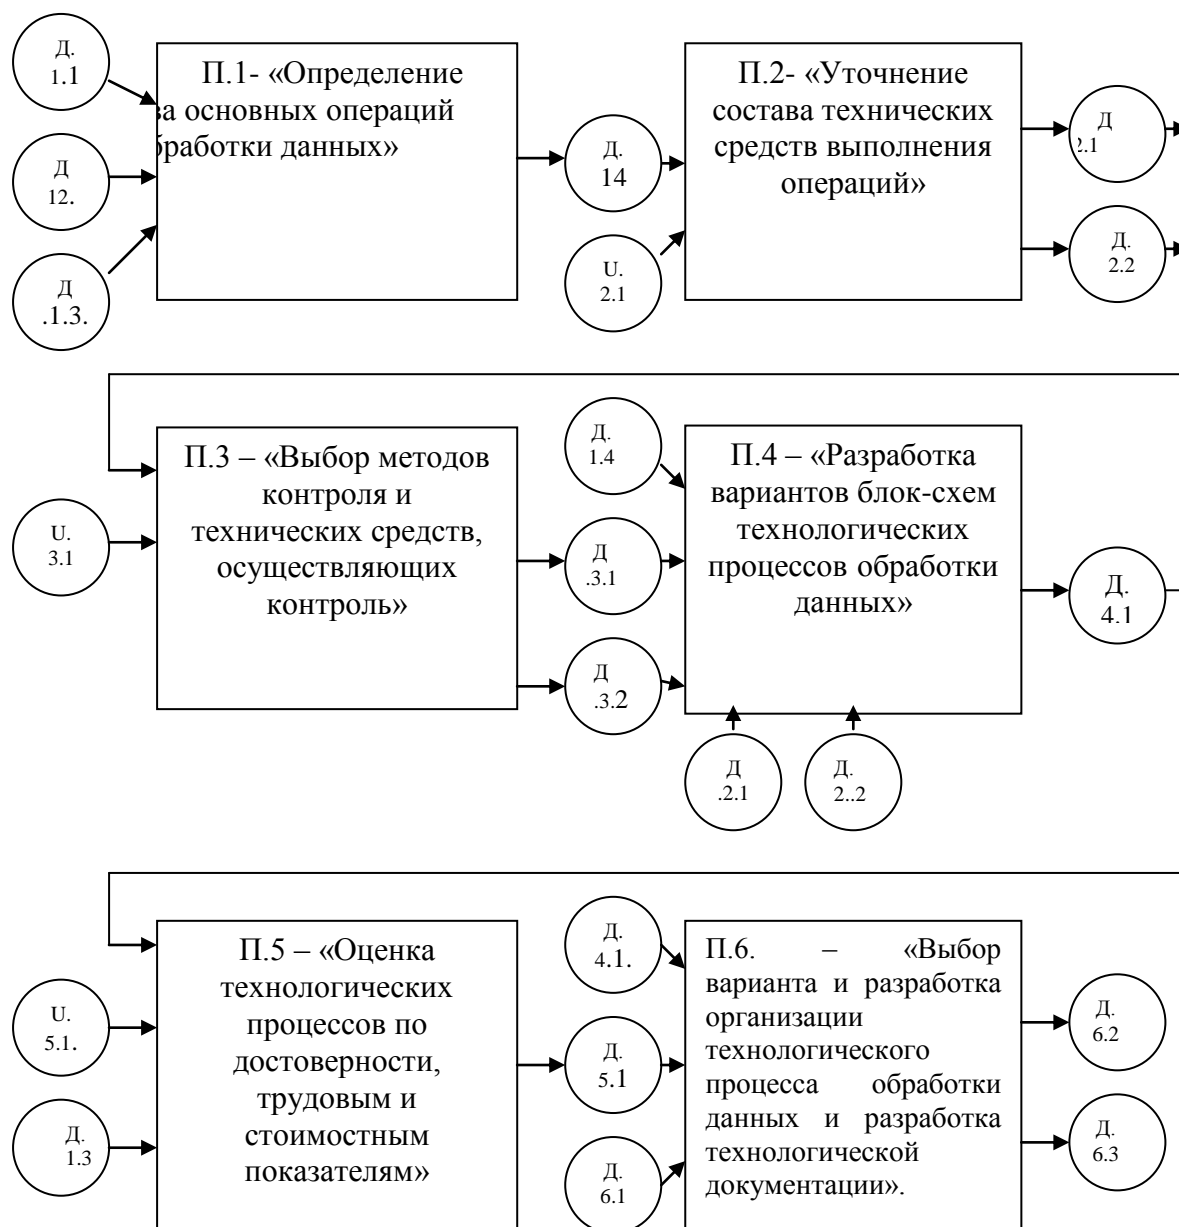 Д.
1.1
П.1- «Определение
ва основных операций
бработки данных»
Д
12.
Д
.1.3.
Д.
14
U.
2.1
П.2- «Уточнение
состава технических
средств выполнения
операций»
Д
2.1
Д.
2.2
U.
3.1
П.3 – «Выбор методов
контроля и
технических средств,
осуществляющих
контроль»
Д.
1.4
Д
.3.1
Д
.3.2
П.4 – «Разработка
вариантов блок-схем
технологических
процессов обработки
данных»
Д.
4.1
Д
.2.1
Д.
2..2
U.
5.1.
Д.
1.3
П.5 – «Оценка
технологических
процессов по
достоверности,
трудовым и
стоимостным
показателям»
Д.
4.1.
Д.
5.1
Д.
6.1
П.6. – «Выбор
варианта и разработка
организации
технологического
процесса обработки
данных и разработка
технологической
документации».
Д.
6.2
Д.
6.3